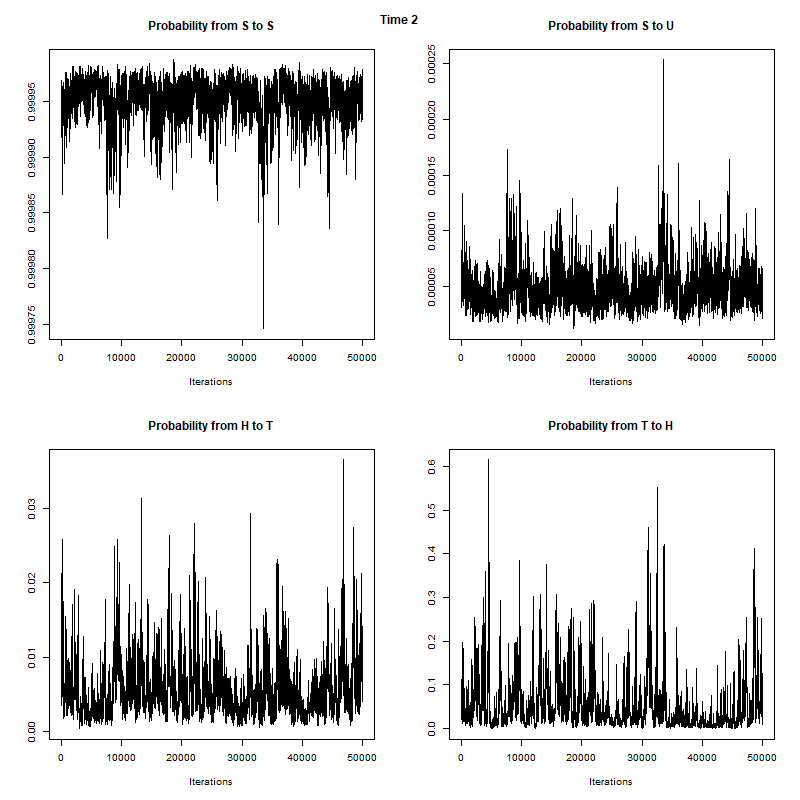 Time 2
Probability from S to S
Probability from S to U
0.99975 0.99980 0.99985 0.99990 0.99995
0 10000 20000 30000 40000 50000
Iterations
0.00005 0.00010 0.00015 0.00020 0.00025
0 10000 20000 30000 40000 50000
Iterations
Probability from H to T
Probability from T to H
0.00 0.01 0.02 0.03
0 10000 20000 30000 40000 50000
Iterations
0.0 0.1 0.2 0.3 0.4 0.5 0.6
0 10000 20000 30000 40000 50000
Iterations